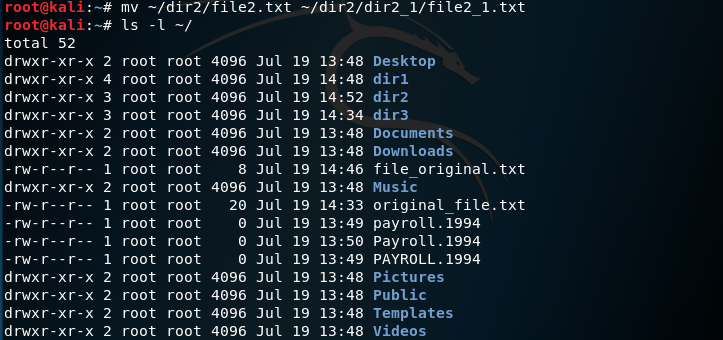 root@kali:~# mv ~/dir2/file2.txt ~/dir2/dir2_1/file2_1.txt
root@kali:~# ls -l ~/
total 52
drwxr-xr-x 2 root root 4096 Jul 19 13:48 Desktop
drwxr-xr-x 4 root root 4096 Jul 19 14:48 dir1
drwxr-xr-x 3 root root 4096 Jul 19 14:52 dir2
drwxr-xr-x 3 root root 4096 Jul 19 14:34 dir3
drwxr-xr-x 2 root root 4096 Jul 19 13:48 Documents
drwxr-xr-x 2 root root 4096 Jul 19 13:48 Downloads
-rw-r--r-- 1 root root    8 Jul 19 14:46 file_original.txt
drwxr-xr-x 2 root root 4096 Jul 19 13:48 Music
-rw-r--r-- 1 root root   20 Jul 19 14:33 original_file.txt
-rw-r--r-- 1 root root    0 Jul 19 13:49 payroll.1994
-rw-r--r-- 1 root root    0 Jul 19 13:50 Payroll.1994
-rw-r--r-- 1 root root    0 Jul 19 13:49 PAYROLL.1994
drwxr-xr-x 2 root root 4096 Jul 19 13:48 Pictures
drwxr-xr-x 2 root root 4096 Jul 19 13:48 Public
drwxr-xr-x 2 root root 4096 Jul 19 13:48 Templates
drwxr-xr-x 2 root root 4096 Jul 19 13:48 Videos